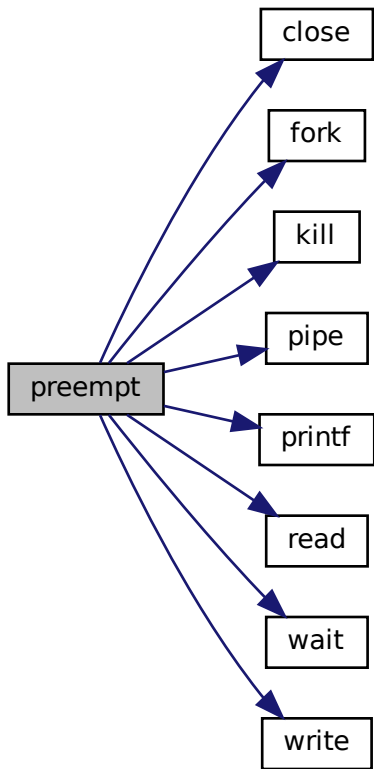 close
fork
kill
pipe
preempt
printf
read
wait
write